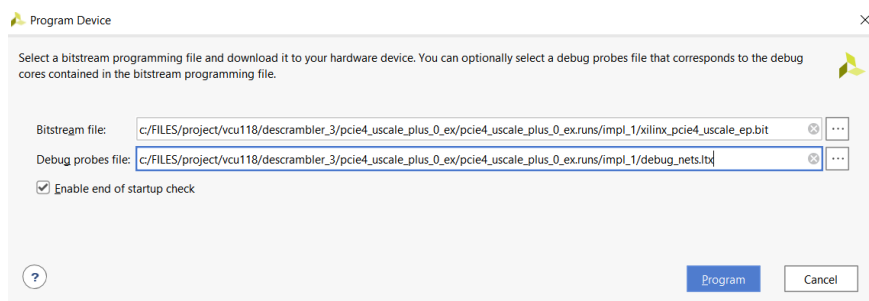 Program Device
Select a bitstream programming file and download it to your hardware device. You can optionally select a debug probes file that corresponds to the debug
cores contained in the bitstream programming file.
Bitstream file: c:/FILES/project/vcu118/descrambler_3/pcie4_uscale_plus_0_ex/pcie4_uscale_plus_0_ex.runs/impl_1/xilinx_pcie4_uscale_ep.bit
Debug probes file: c:/FILES/project/vcu118/descrambler_3/pcie4_uscale_plus_0_ex/pcie4_uscale_plus_0_ex.runs/impl_1/debug_nets.ltx
Enable end of startup check
? Program Cancel